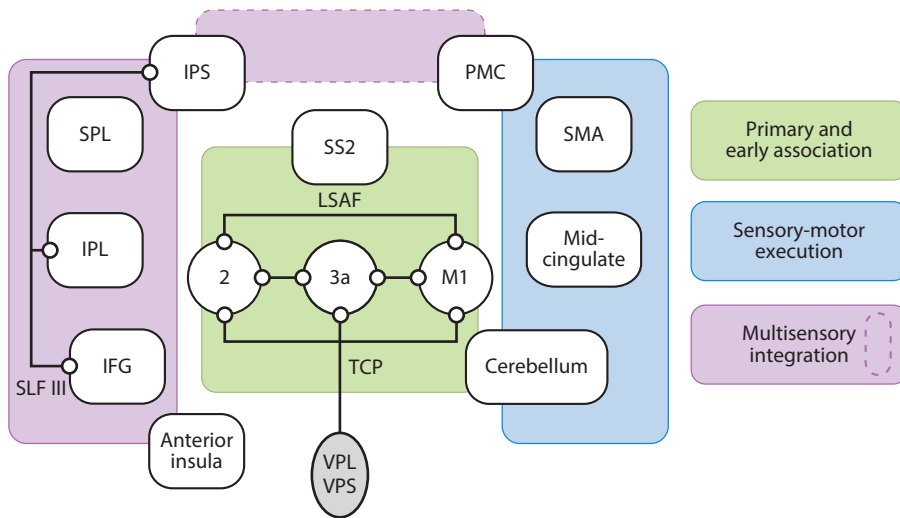 IPS
PMC
SPL
SS2
SMA
Primary and
early association
LSAF
IPL
2
3a
M1
Mid-
cingulate
Sensory-motor
execution
IFG
SLF III
TCP
Cerebellum
Multisensory
integration
Anterior
insula
VPL
VPS